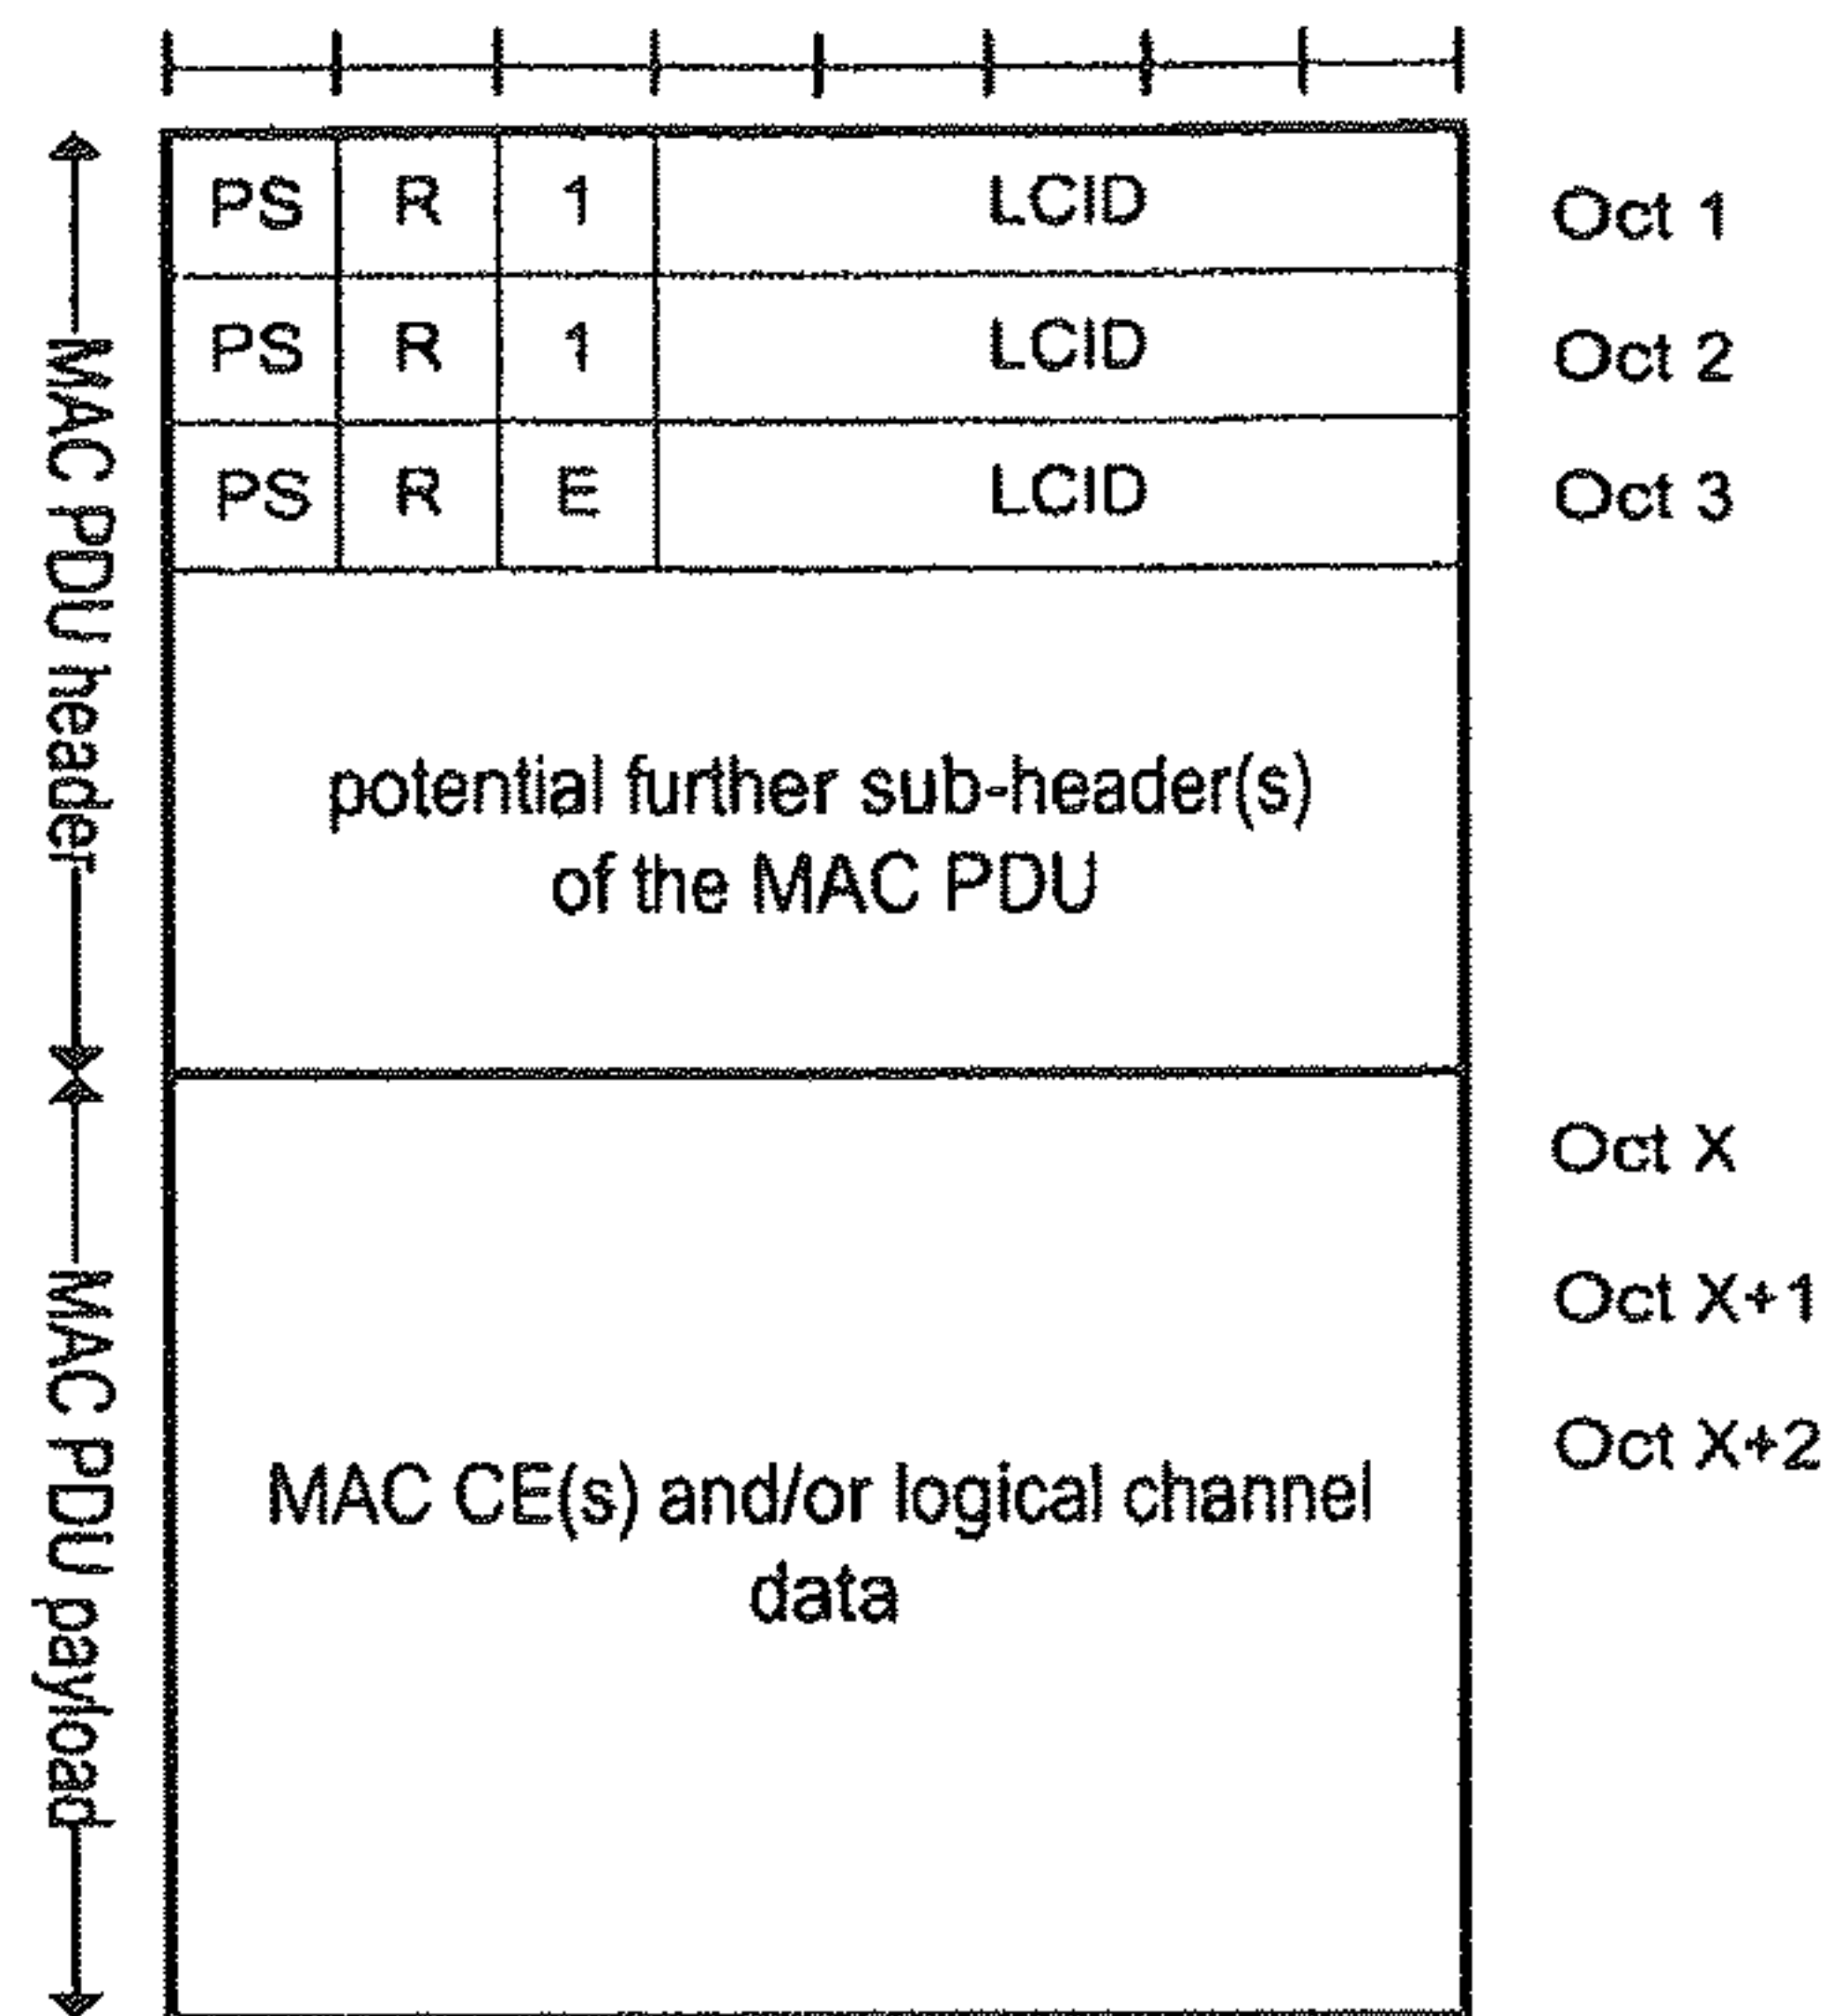 PS R 1 LCID Oct 1
PS R 1 LCID Oct 2
PS R E LCID Oct 3
MAC PDU header
potential further sub-header(s)
of the MAC PDU
Oct X
Oct X+1
Oct X+2
MAC PDU payload
MAC CE(s) and/or logical channel
data